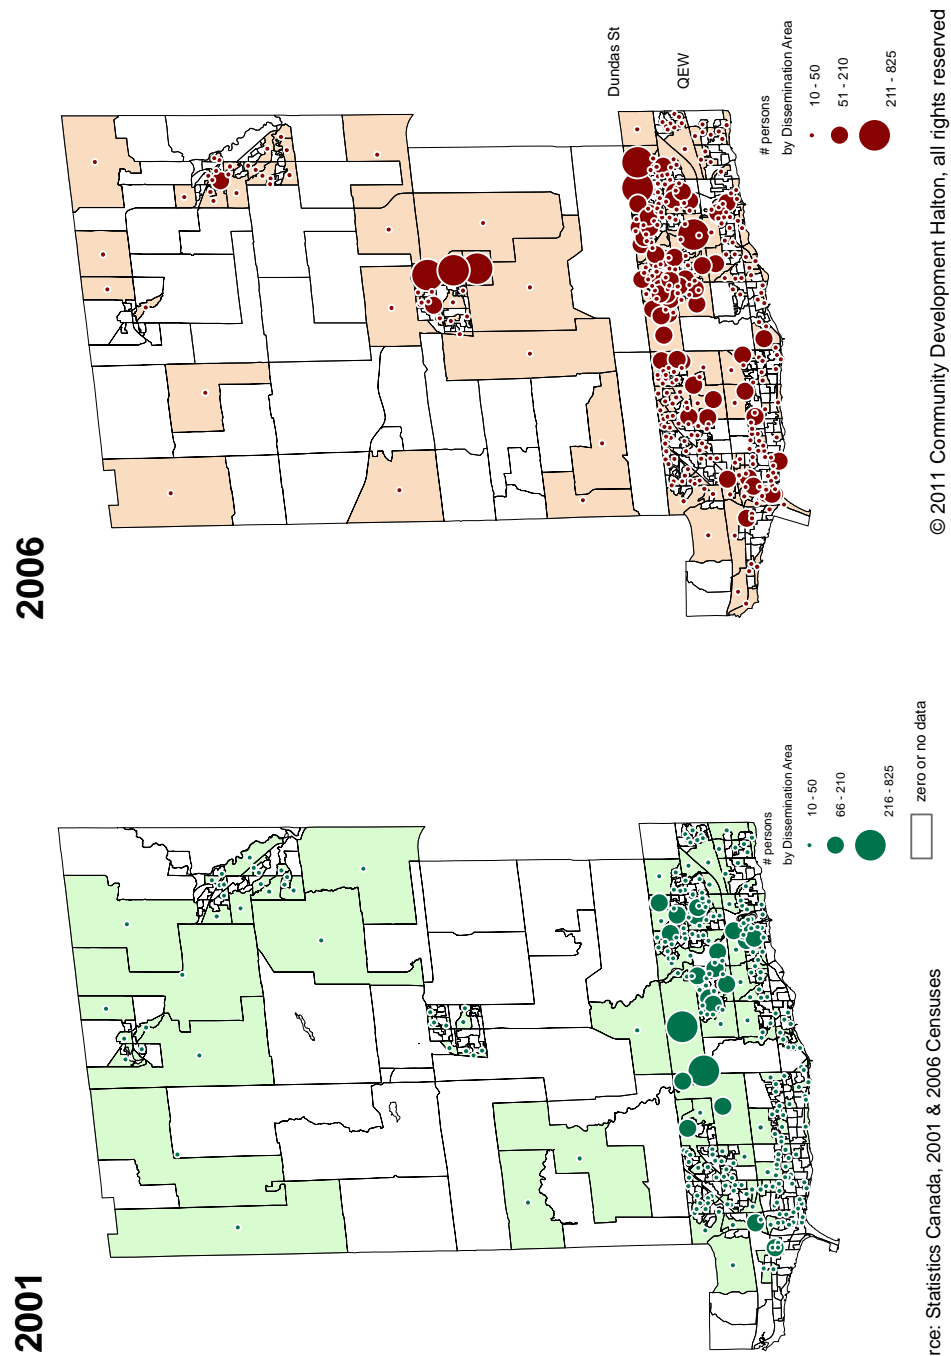 2001
2006
Dundas St
QEW
# persons
by Dissemination Area
10 - 50
66 - 210
216 - 825
zero or no data
# persons
by Dissemination Area
10 - 50
51 - 210
211 - 825
rce: Statistics Canada, 2001 & 2006 Censuses
© 2011 Community Development Halton, all rights reserved